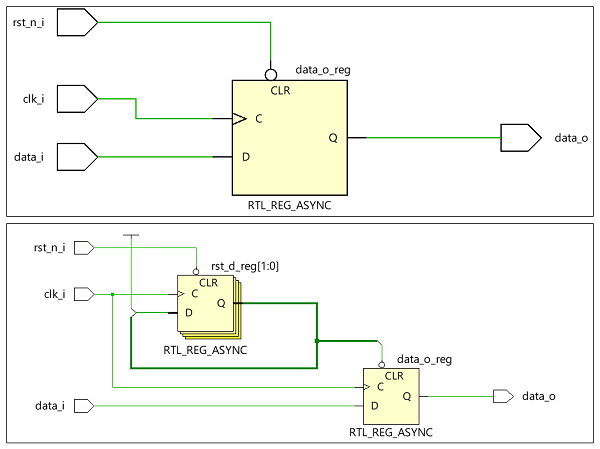 rst_n_i
data_o_reg
CLR
clk_i
C
Q
data_o
data_i
D
RTL_REG_ASYNC
rst_n_i
rst_d_reg[1:0]
CLR
clk_i
C
Q
D
RTL_REG_ASYNC
data_o_reg
CLR
C
Q
data_o
data_i
D
RTL_REG_ASYNC